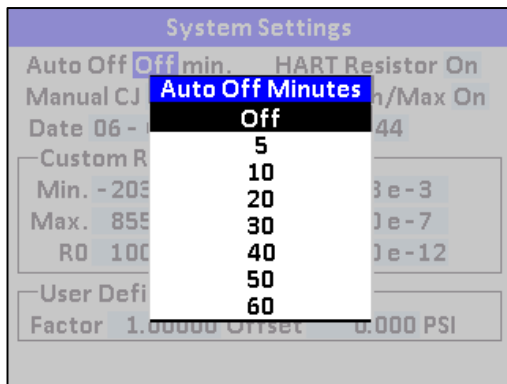 System Settings
Auto Off Off min. HART Resistor On
Manual CJ /Max On
Auto Off Minutes
Off
5
10
20
30
40
50
60
Date 06 - 44
Custom
Min. -203 e-3
Max. 855 e-7
R0 100 e-12
User
Factor 1.00000 Offset 0.000 PSI